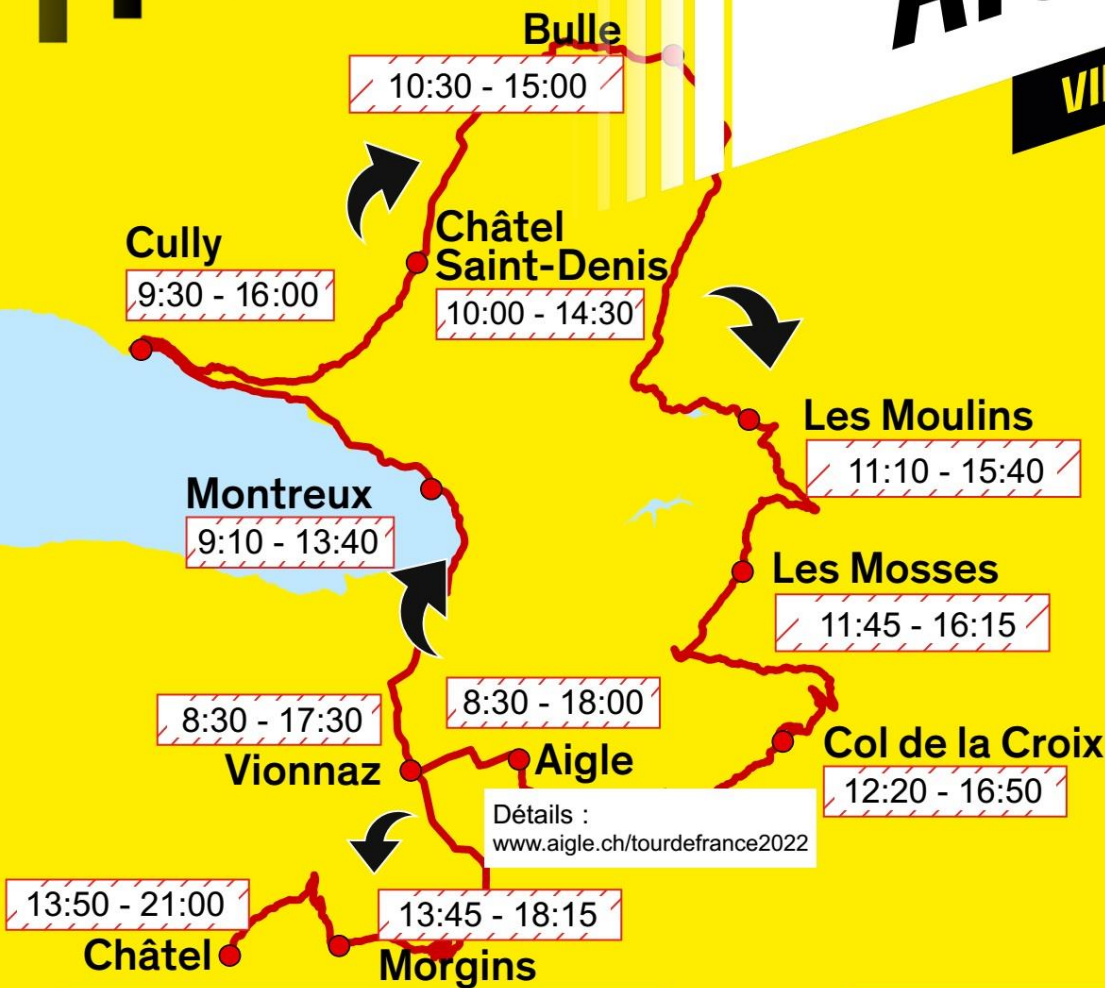 Bulle
10:30 - 15:00
Cully
9:30 - 16:00
Châtel
Saint-Denis
10:00 - 14:30
Les Moulins
11:10 - 15:40
Montreux
9:10 - 13:40
Les Mosses
11:45 - 16:15
8:30 - 17:30
Vionnaz
8:30 - 18:00
Aigle
Col de la Croix
12:20 - 16:50
Détails :
www.aigle.ch/tourdefrance2022
13:50 - 21:00
Châtel
13:45 - 18:15
Morgins